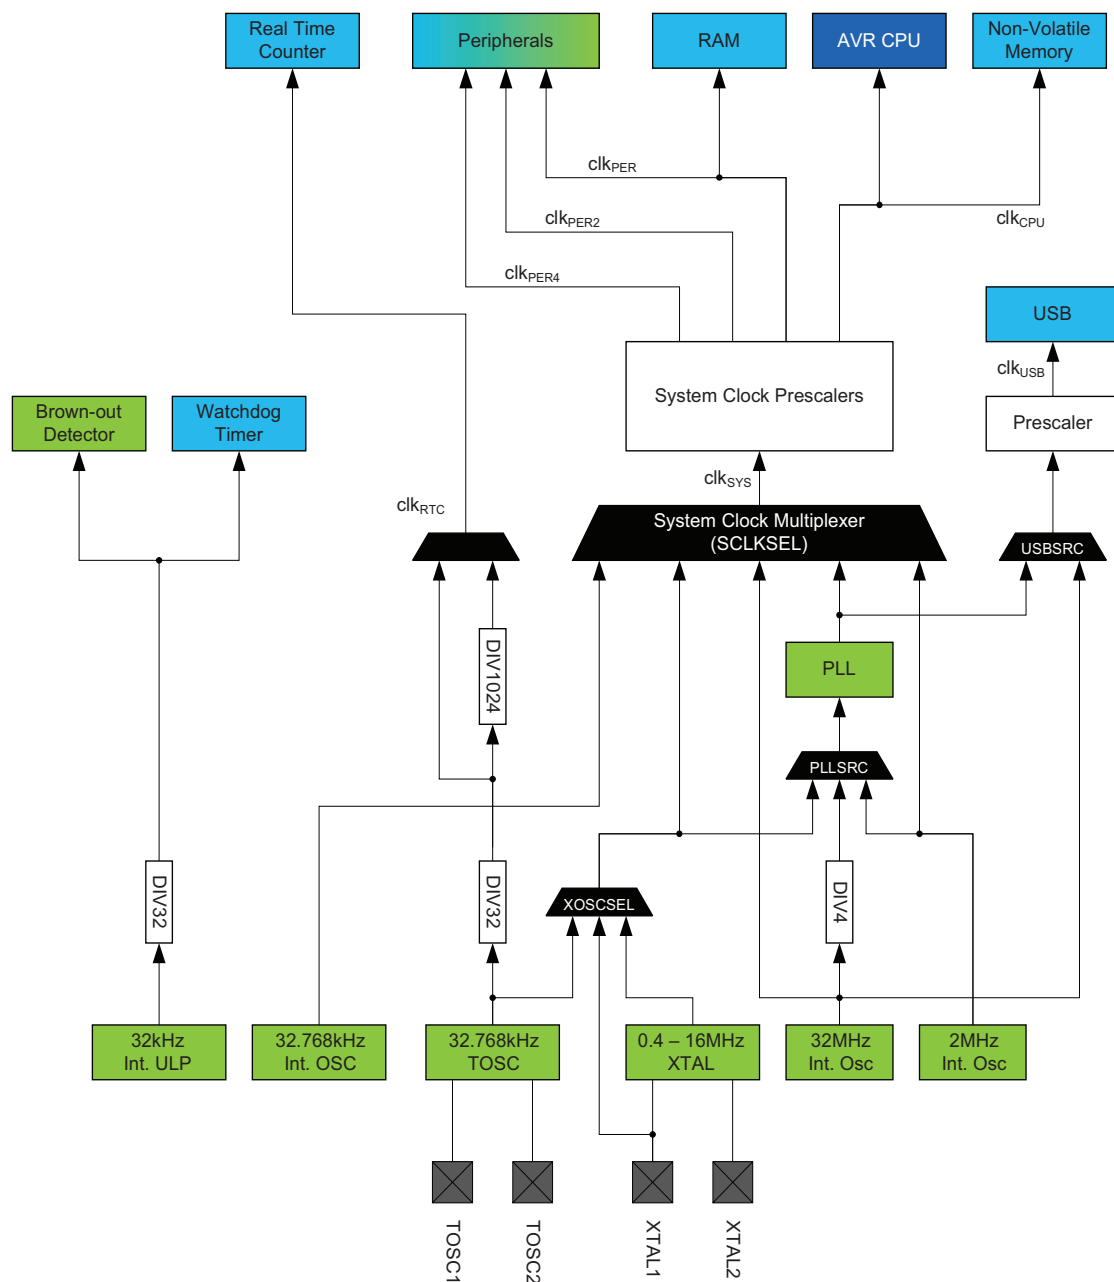 Real Time
Counter
Peripherals
RAM
AVR CPU
Non-Volatile
Memory
clkPER
clkPER2
clkCPU
clkPER4
USB
clkUSB
System Clock Prescalers
Brown-out
Detector
Watchdog
Timer
Prescaler
clkSYS
clkRTC
System Clock Multiplexer
(SCLKSEL)
USBSRC
DIV1024
PLL
PLLSRC
DIV32
DIV32
XOSCSEL
DIV4
32kHz
Int. ULP
32.768kHz
Int. OSC
32.768kHz
TOSC
0.4 – 16MHz
XTAL
32MHz
Int. Osc
2MHz
Int. Osc
TOSC1
TOSC2
XTAL1
XTAL2